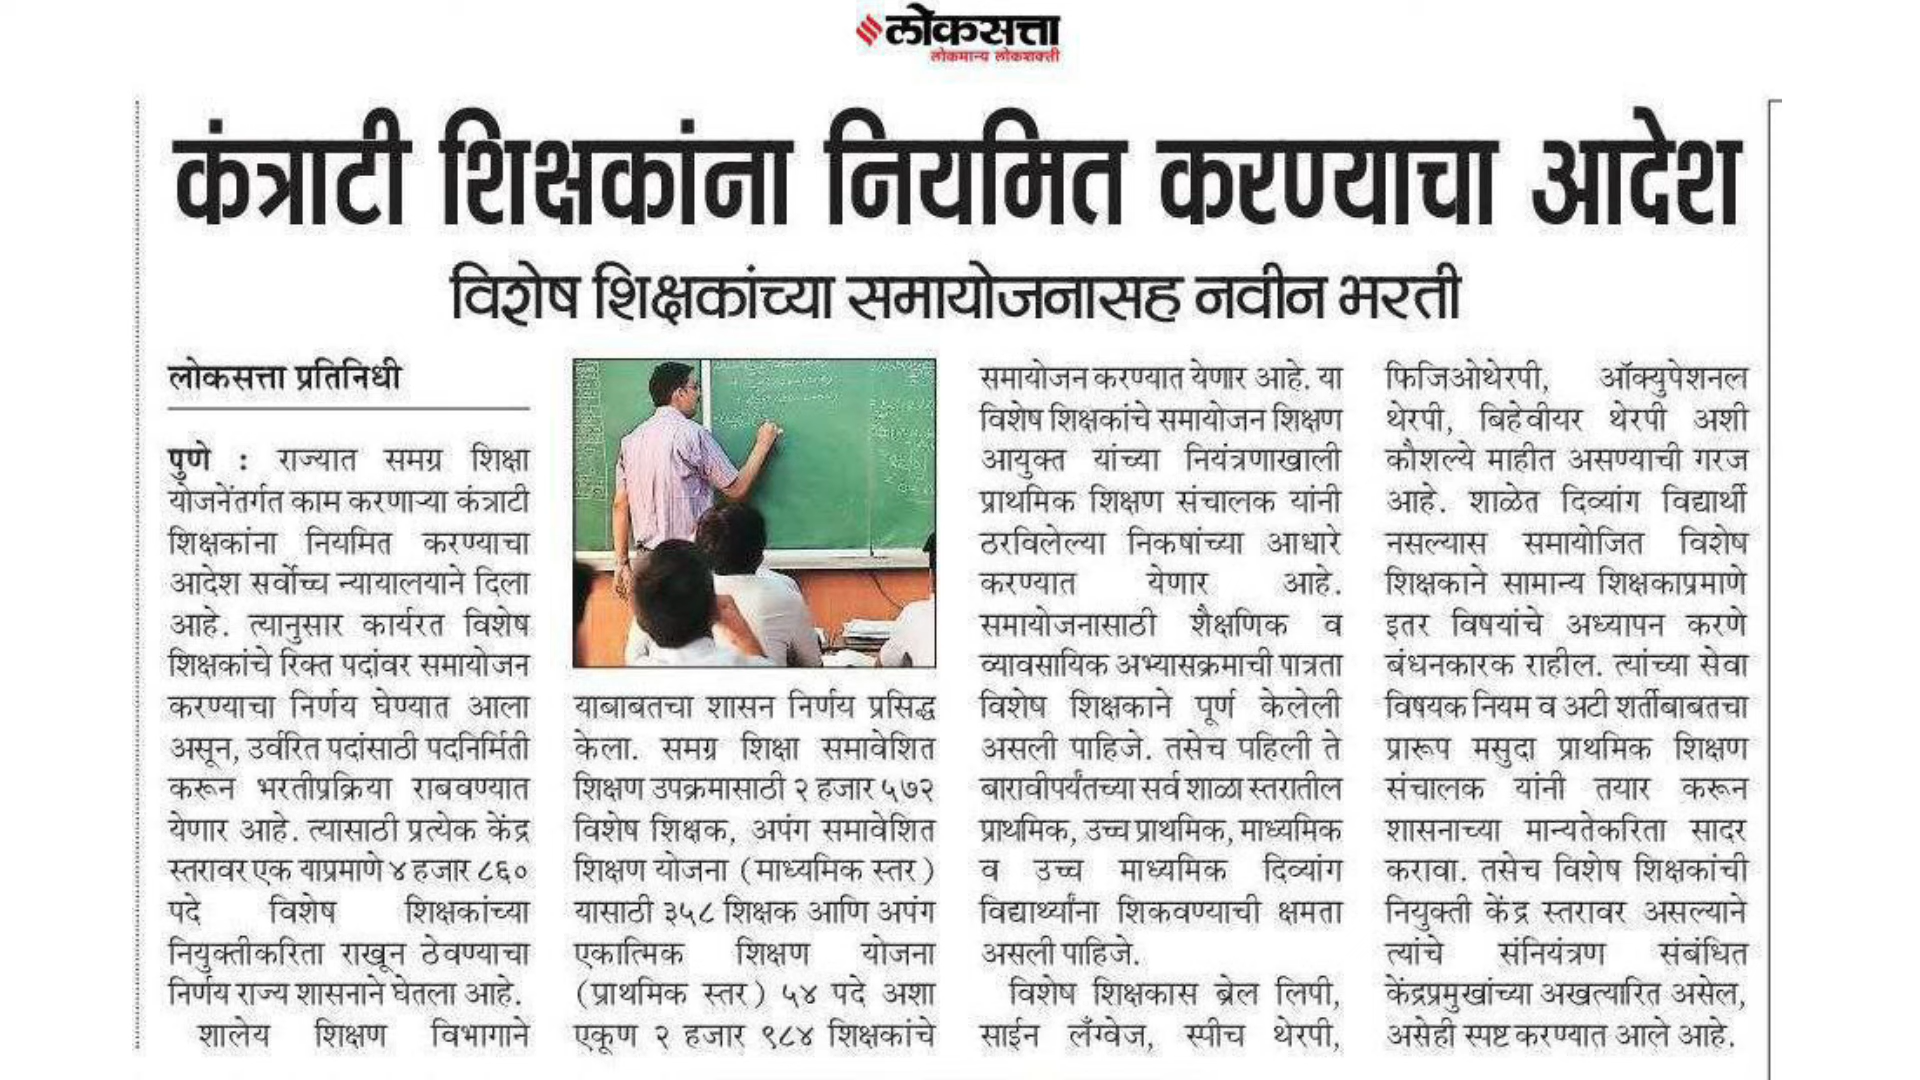 लोकसत्ता
लोकमान्य लोकशक्ती
कंत्राटी शिक्षकांना नियमित करण्याचा आदेश
विशेष शिक्षकांच्या समायोजनासह नवीन भरती
लोकसत्ता प्रतिनिधी
पुणे : राज्यात समग्र शिक्षा
योजनेंतर्गत काम करणाऱ्या कंत्राटी
शिक्षकांना नियमित करण्याचा
आदेश सर्वोच्च न्यायालयाने दिला
आहे. त्यानुसार कार्यरत विशेष
शिक्षकांचे रिक्त पदांवर समायोजन
करण्याचा निर्णय घेण्यात आला
असून, उर्वरित पदांसाठी पदनिर्मिती
करून भरतीप्रक्रिया राबवण्यात
येणार आहे. त्यासाठी प्रत्येक केंद्र
स्तरावर एक याप्रमाणे ४ हजार ८६०
पदे विशेष शिक्षकांच्या
नियुक्तीकरिता राखून ठेवण्याचा
निर्णय राज्य शासनाने घेतला आहे.
शालेय शिक्षण विभागाने
याबाबतचा शासन निर्णय प्रसिद्ध
केला. समग्र शिक्षा समावेशित
शिक्षण उपक्रमासाठी २ हजार ५७२
विशेष शिक्षक, अपंग समावेशित
शिक्षण योजना (माध्यमिक स्तर)
यासाठी ३५८ शिक्षक आणि अपंग
एकात्मिक शिक्षण योजना
(प्राथमिक स्तर) ५४ पदे अशा
एकूण २ हजार ९८४ शिक्षकांचे
समायोजन करण्यात येणार आहे. या
विशेष शिक्षकांचे समायोजन शिक्षण
आयुक्त यांच्या नियंत्रणाखाली
प्राथमिक शिक्षण संचालक यांनी
ठरविलेल्या निकषांच्या आधारे
करण्यात येणार आहे.
समायोजनासाठी शैक्षणिक व
व्यावसायिक अभ्यासक्रमाची पात्रता
विशेष शिक्षकाने पूर्ण केलेली
असली पाहिजे. तसेच पहिली ते
बारावीपर्यंतच्या सर्व शाळा स्तरातील
प्राथमिक, उच्च प्राथमिक, माध्यमिक
व उच्च माध्यमिक दिव्यांग
विद्यार्थ्यांना शिकवण्याची क्षमता
असली पाहिजे.
विशेष शिक्षकास ब्रेल लिपी,
साईन लँग्वेज, स्पीच थेरपी,
फिजिओथेरपी, ऑक्युपेशनल
थेरपी, बिहेवीयर थेरपी अशी
कौशल्ये माहीत असण्याची गरज
आहे. शाळेत दिव्यांग विद्यार्थी
नसल्यास समायोजित विशेष
शिक्षकाने सामान्य शिक्षकाप्रमाणे
इतर विषयांचे अध्यापन करणे
बंधनकारक राहील. त्यांच्या सेवा
विषयक नियम व अटी शर्तीबाबतचा
प्रारूप मसुदा प्राथमिक शिक्षण
संचालक यांनी तयार करून
शासनाच्या मान्यतेकरिता सादर
करावा. तसेच विशेष शिक्षकांची
नियुक्ती केंद्र स्तरावर असल्याने
त्यांचे संनियंत्रण संबंधित
केंद्रप्रमुखांच्या अखत्यारित असेल,
असेही स्पष्ट करण्यात आले आहे.